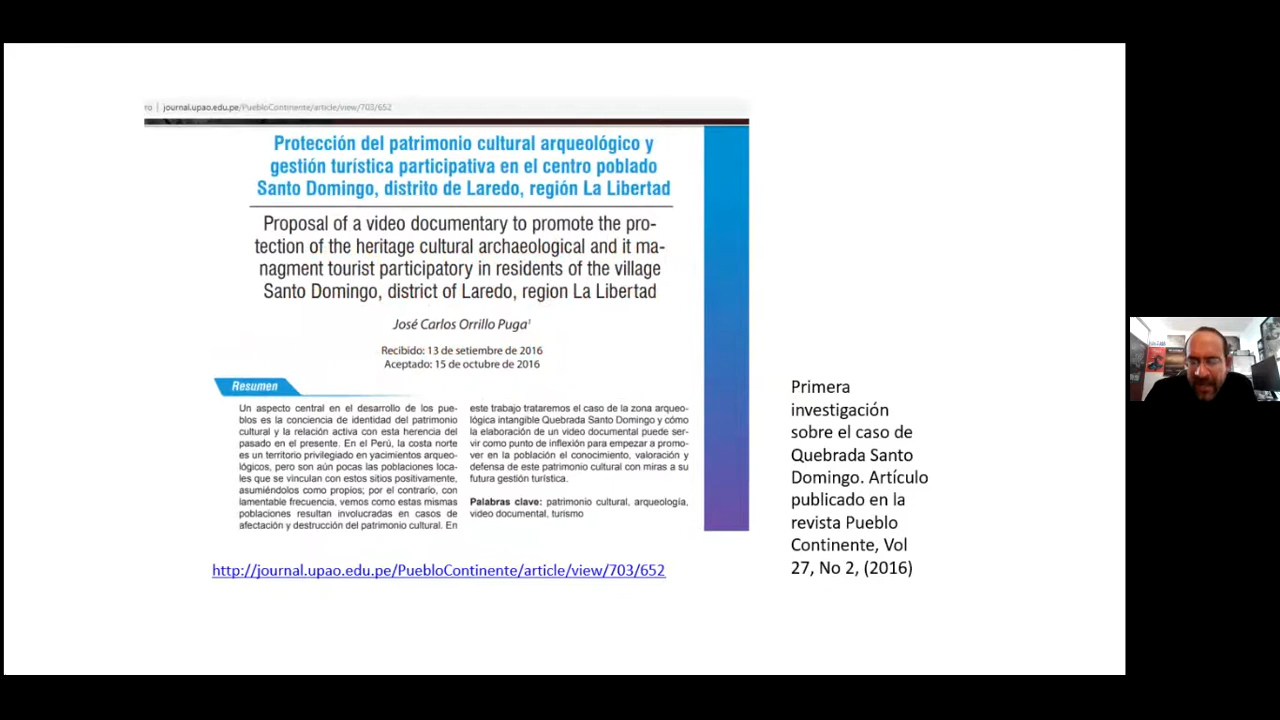 ro | journal.upao.edu.pe/PuebloContinente/article/view/703/652
Protección del patrimonio cultural arqueológico y
gestión turística participativa en el centro poblado
Santo Domingo, distrito de Laredo, región La Libertad
Proposal of a video documentary to promote the pro-
tection of the heritage cultural archaeological and it ma-
nagment tourist participatory in residents of the village
Santo Domingo, district of Laredo, region La Libertad
José Carlos Orrillo Puga¹
Recibido: 13 de setiembre de 2016
Aceptado: 15 de octubre de 2016
Resumen
Un aspecto central en el desarrollo de los pue-
blos es la conciencia de identidad del patrimonio
cultural y la relación activa con esta herencia del
pasado en el presente. En el Perú, la costa norte
es un territorio privilegiado en yacimientos arqueo-
lógicos, pero son aún pocas las poblaciones loca-
les que se vinculan con estos sitios positivamente,
asumiéndolos como propios; por el contrario, con
lamentable frecuencia, vemos como estas mismas
poblaciones resultan involucradas en casos de
afectación y destrucción del patrimonio cultural. En
este trabajo trataremos el caso de la zona arqueo-
lógica intangible Quebrada Santo Domingo y cómo
la elaboración de un video documental puede ser-
vir como punto de inflexión para empezar a promo-
ver en la población el conocimiento, valoración y
defensa de este patrimonio cultural con miras a su
futura gestión turística.
Palabras clave: patrimonio cultural, arqueología,
video documental, turismo
http://journal.upao.edu.pe/PuebloContinente/article/view/703/652
Primera
investigación
sobre el caso de
Quebrada Santo
Domingo. Artículo
publicado en la
revista Pueblo
Continente, Vol
27, No 2, (2016)